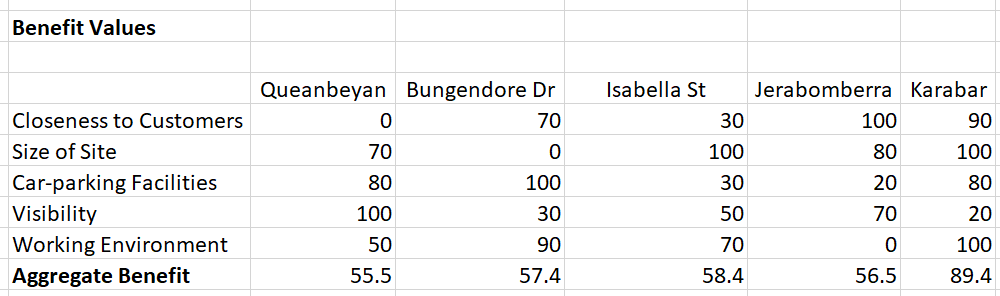 Benefit Values
Queanbeyan Bungendore Dr Isabella St Jerabomberra Karabar
Closeness to Customers 0 70 30 100 90
Size of Site 70 0 100 80 100
Car-parking Facilities 80 100 30 20 80
Visibility 100 30 50 70 20
Working Environment 50 90 70 0 100
Aggregate Benefit 55.5 57.4 58.4 56.5 89.4